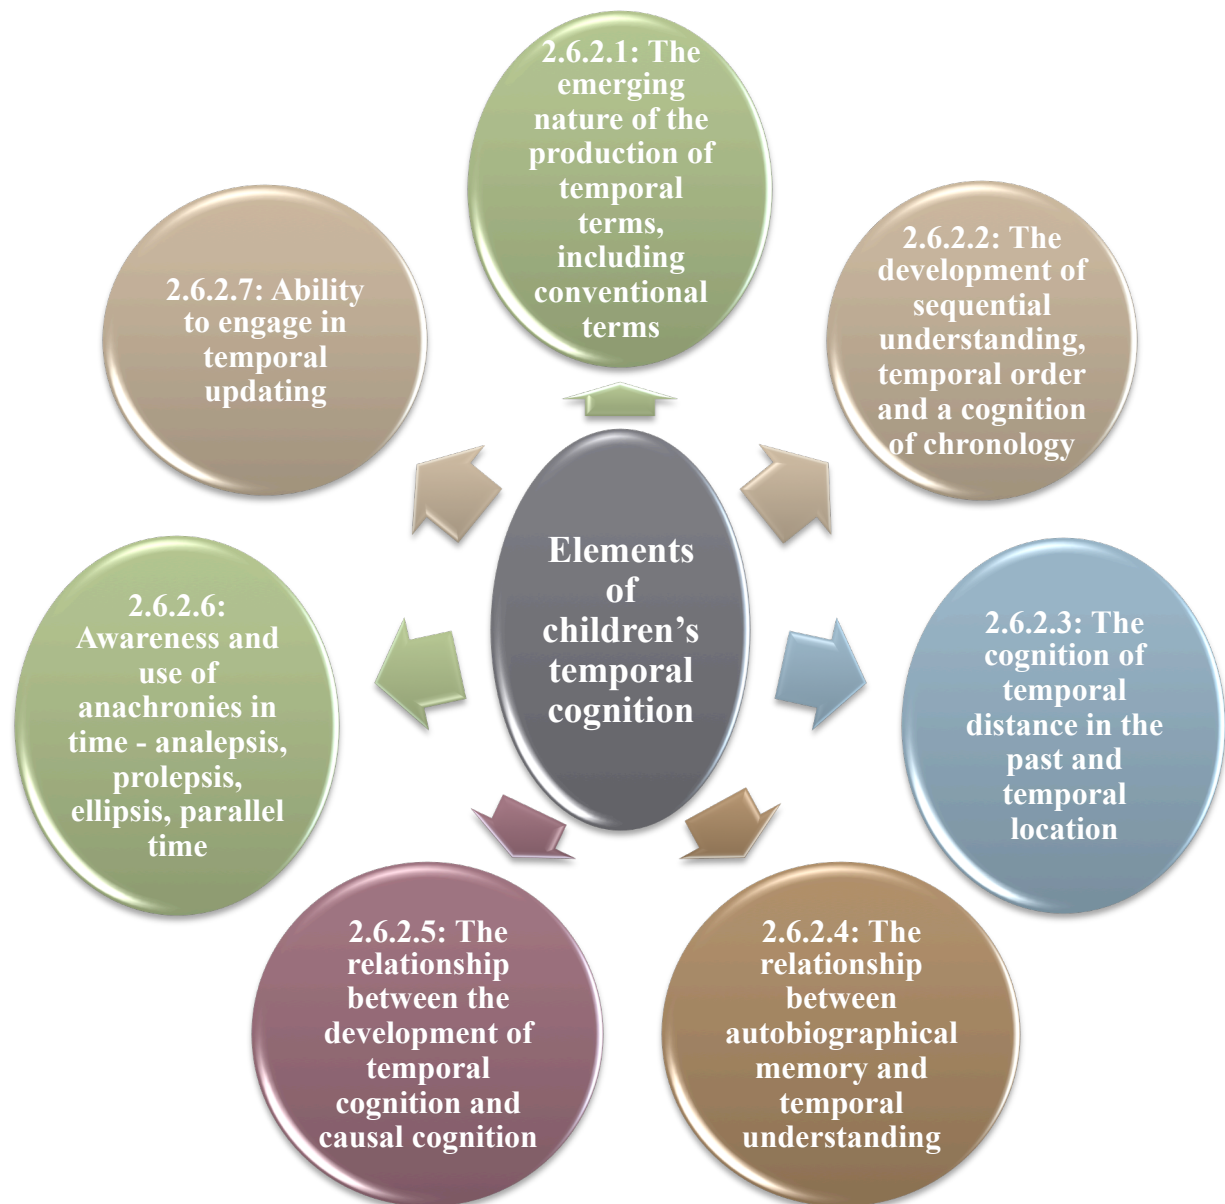 2.6.2.1: The
emerging
nature of the
production of
temporal
terms,
including
conventional
terms
2.6.2.2: The
development of
sequential
understanding,
temporal order
and a cognition
of chronology
2.6.2.3: The
cognition of
temporal
distance in the
past and
temporal
location
2.6.2.4: The
relationship
between
autobiographical
memory and
temporal
understanding
2.6.2.5: The
relationship
between the
development of
temporal
cognition and
causal cognition
2.6.2.6:
Awareness and
use of
anachronies in
time - analepsis,
prolepsis,
ellipsis, parallel
time
2.6.2.7: Ability
to engage in
temporal
updating
Elements
of
children’s
temporal
cognition